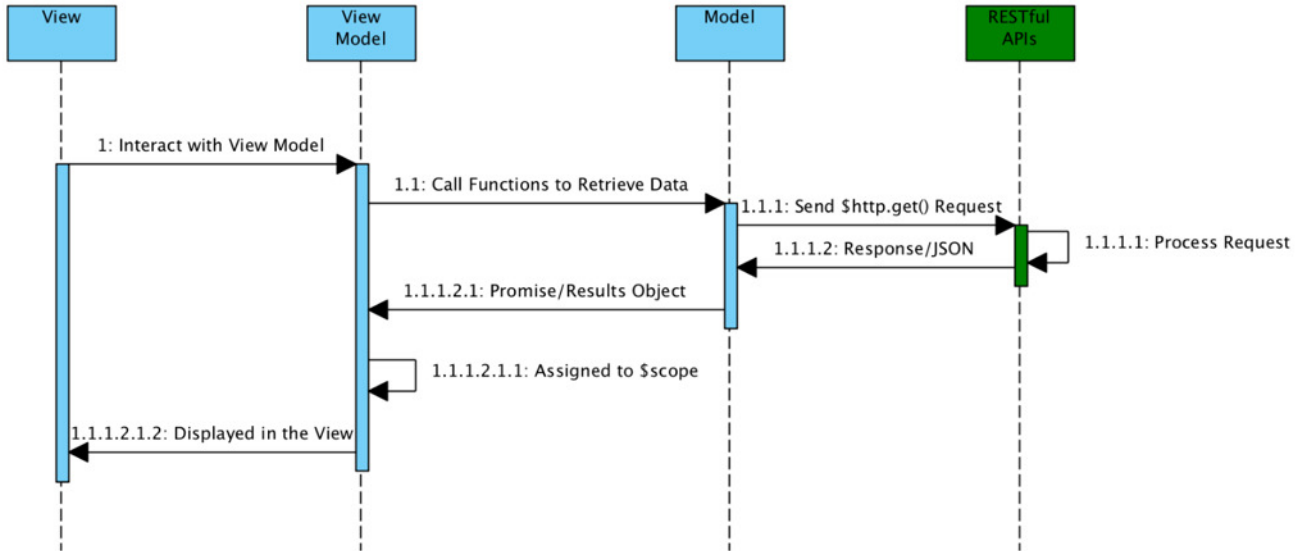 View
View
Model
Model
RESTful
APIs
1: Interact with View Model
1.1: Call Functions to Retrieve Data
1.1.1: Send $http.get() Request
1.1.1.1: Process Request
1.1.1.2: Response/JSON
1.1.1.2.1: Promise/Results Object
1.1.1.2.1.1: Assigned to $scope
1.1.1.2.1.2: Displayed in the View